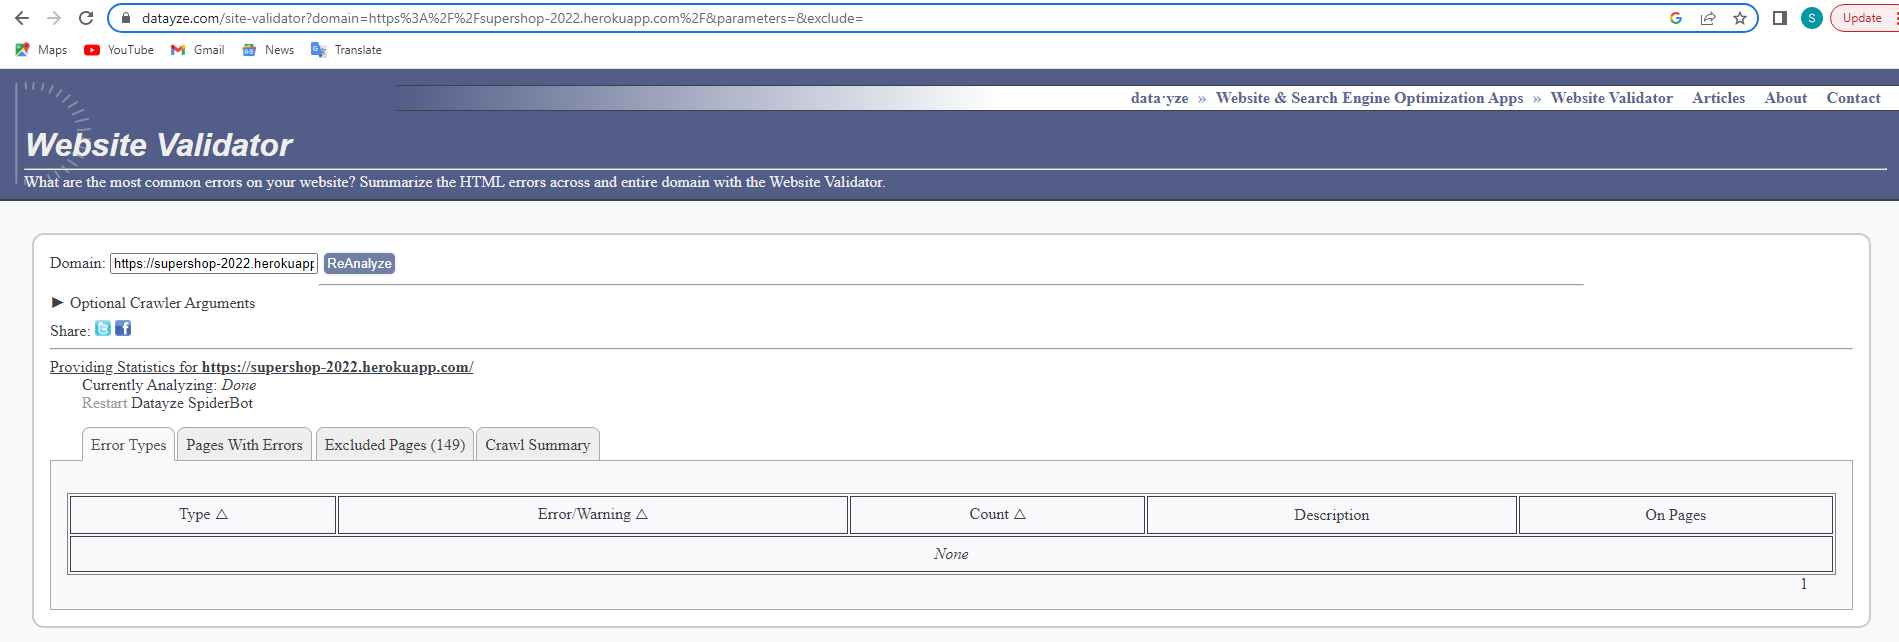 datayze.com/site-validator?domain=https%3A%2F%2Fsupershop-2022.herokuapp.com%2F&parameters=&exclude=
S
Update
Maps YouTube Gmail News Translate
data·yze » Website & Search Engine Optimization Apps » Website Validator Articles About Contact
Website Validator
What are the most common errors on your website? Summarize the HTML errors across and entire domain with the Website Validator.
Domain: https://supershop-2022.herokuapp ReAnalyze
► Optional Crawler Arguments
Share:
Providing Statistics for https://supershop-2022.herokuapp.com/
Currently Analyzing: Done
Restart Datayze SpiderBot
Error Types Pages With Errors Excluded Pages (149) Crawl Summary
Type △ Error/Warning △ Count △ Description On Pages
None
1